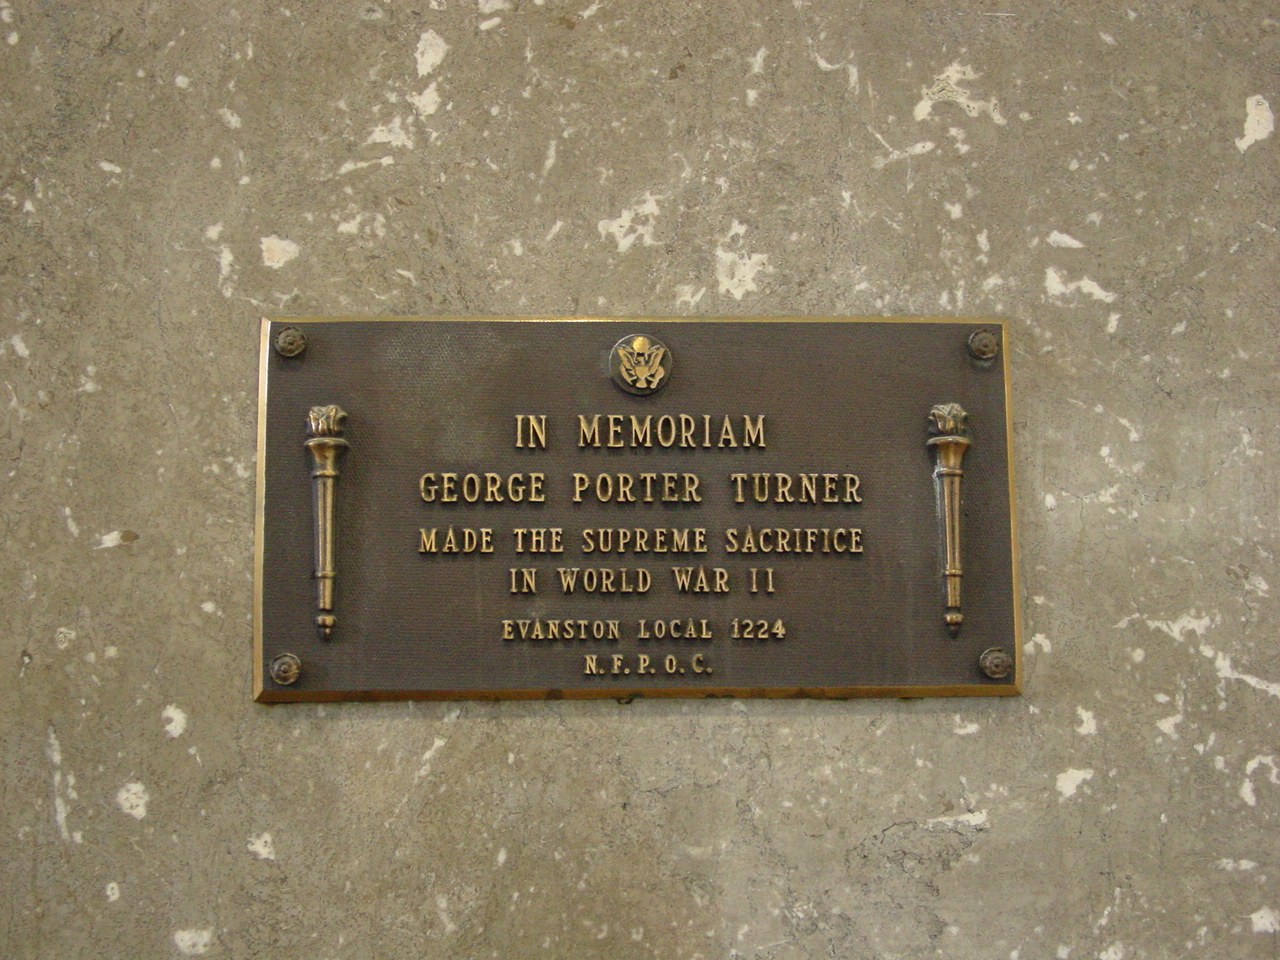 IN MEMORIAM
GEORGE PORTER TURNER
MADE THE SUPREME SACRIFICE
IN WORLD WAR II
EVANSTON LOCAL 1224
N.F.P.O.C.